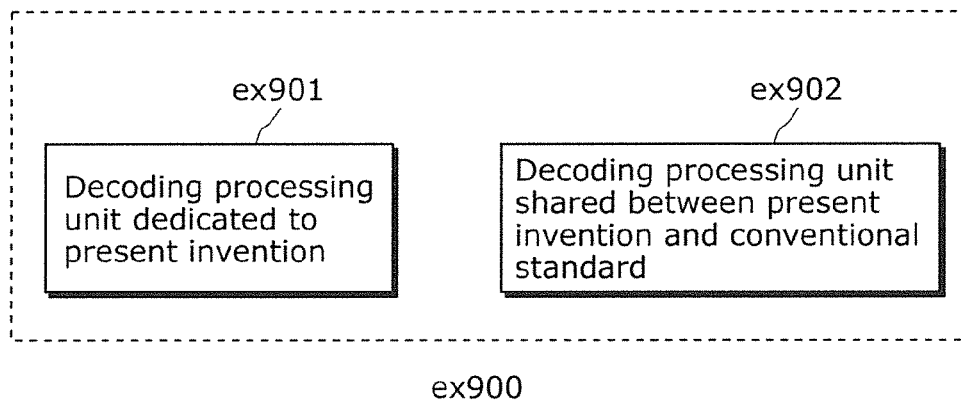 ex901
Decoding processing
unit dedicated to
present invention
ex902
Decoding processing unit
shared between present
invention and conventional
standard
ex900